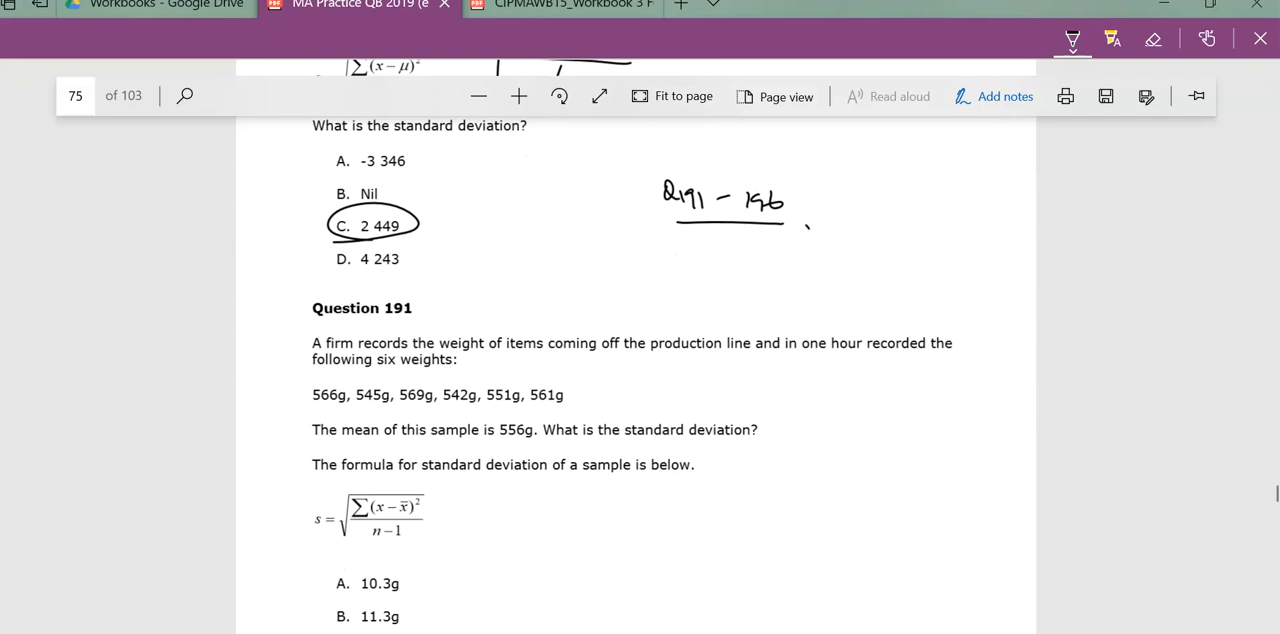 Workbooks - Google Drive
MA Practice QB 2019 (e
CIPMAWB15_Workbook 3 F
∑(x – μ)²
75 of 103
Fit to page
Page view
Read aloud
Add notes
What is the standard deviation?
A. -3 346
B. Nil
C. 2 449
D. 4 243
Q191 – 196
Question 191
A firm records the weight of items coming off the production line and in one hour recorded the
following six weights:
566g, 545g, 569g, 542g, 551g, 561g
The mean of this sample is 556g. What is the standard deviation?
The formula for standard deviation of a sample is below.
s = √(∑(x – x̄)² / n – 1)
A. 10.3g
B. 11.3g